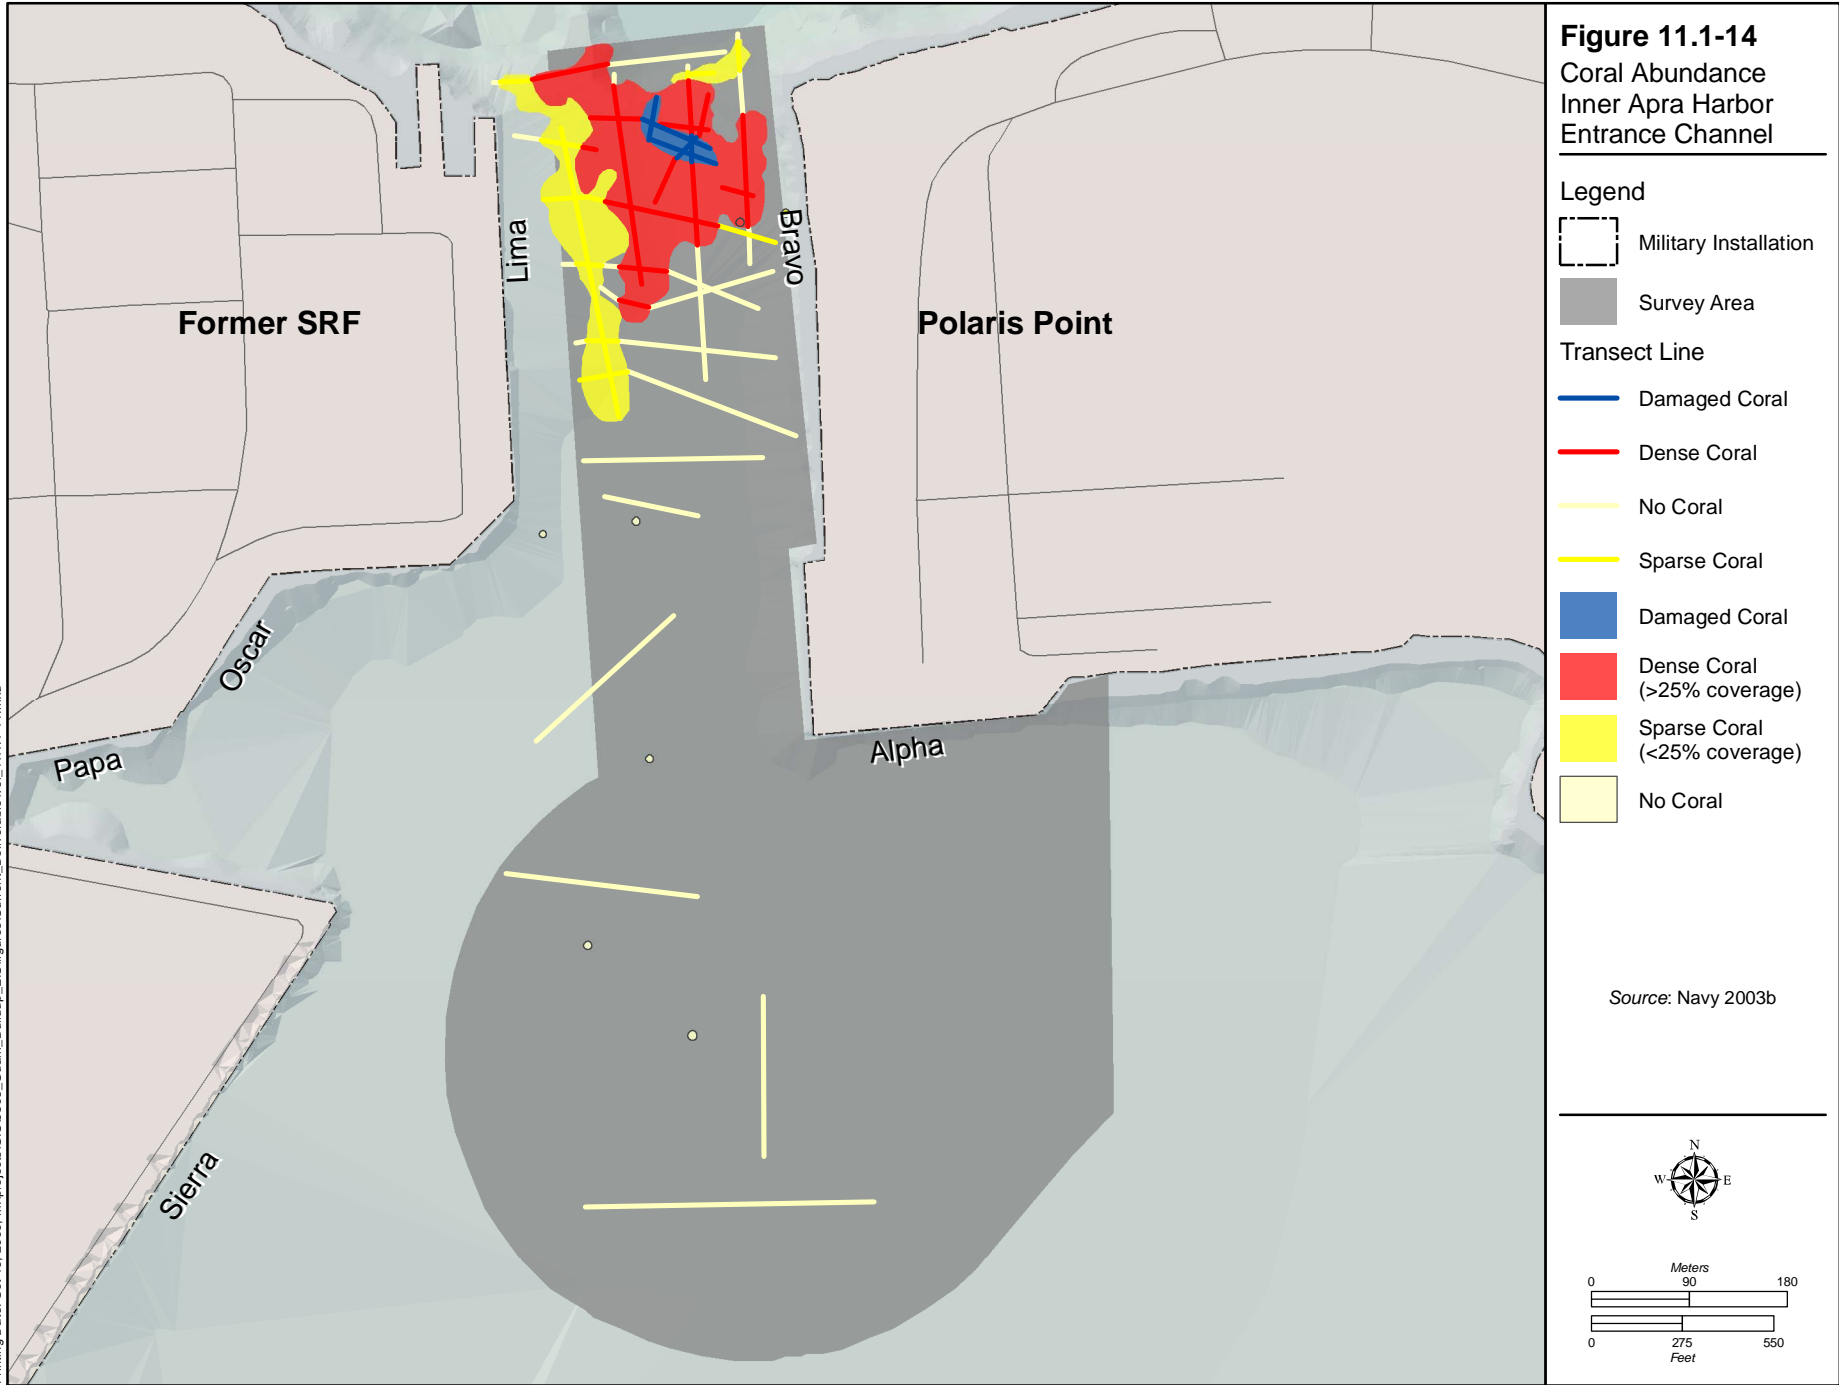 Figure 11.1-14
Coral Abundance
Inner Apra Harbor
Entrance Channel
Legend
Military Installation
Survey Area
Transect Line
Damaged Coral
Dense Coral
No Coral
Sparse Coral
Damaged Coral
Dense Coral
(>25% coverage)
Sparse Coral
(<25% coverage)
No Coral
Source: Navy 2003b
N
W
E
S
Meters
0
90
180
0
275
550
Feet
Lima
Bravo
Former SRF
Polaris Point
Oscar
Papa
Alpha
Sierra